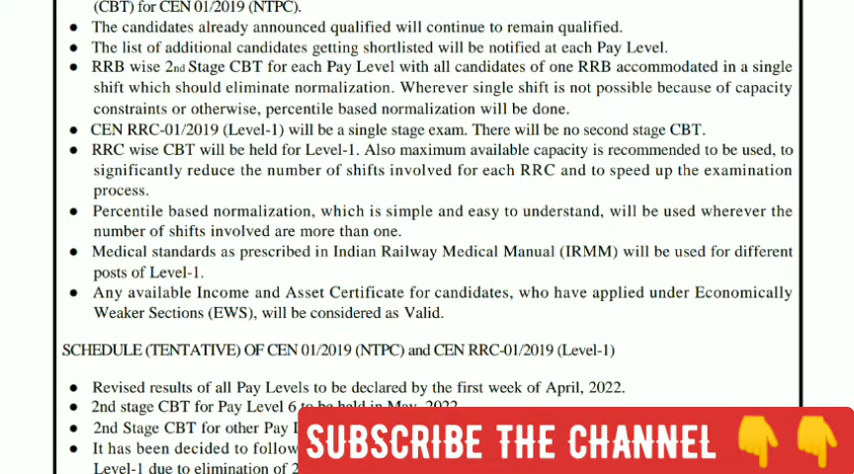 (CBT) for CEN 01/2019 (NTPC).
● The candidates already announced qualified will continue to remain qualified.
● The list of additional candidates getting shortlisted will be notified at each Pay Level.
● RRB wise 2nd Stage CBT for each Pay Level with all candidates of one RRB accommodated in a single
shift which should eliminate normalization. Wherever single shift is not possible because of capacity
constraints or otherwise, percentile based normalization will be done.
● CEN RRC-01/2019 (Level-1) will be a single stage exam. There will be no second stage CBT.
● RRC wise CBT will be held for Level-1. Also maximum available capacity is recommended to be used, to
significantly reduce the number of shifts involved for each RRC and to speed up the examination
process.
● Percentile based normalization, which is simple and easy to understand, will be used wherever the
number of shifts involved are more than one.
● Medical standards as prescribed in Indian Railway Medical Manual (IRMM) will be used for different
posts of Level-1.
● Any available Income and Asset Certificate for candidates, who have applied under Economically
Weaker Sections (EWS), will be considered as Valid.
SCHEDULE (TENTATIVE) OF CEN 01/2019 (NTPC) and CEN RRC-01/2019 (Level-1)
● Revised results of all Pay Levels to be declared by the first week of April, 2022.
● 2nd stage CBT for Pay Level 6 to be held in May, 2022
● 2nd Stage CBT for other Pay
● It has been decided to follow
Level-1 due to elimination of 2
SUBSCRIBE THE CHANNEL 👇👇